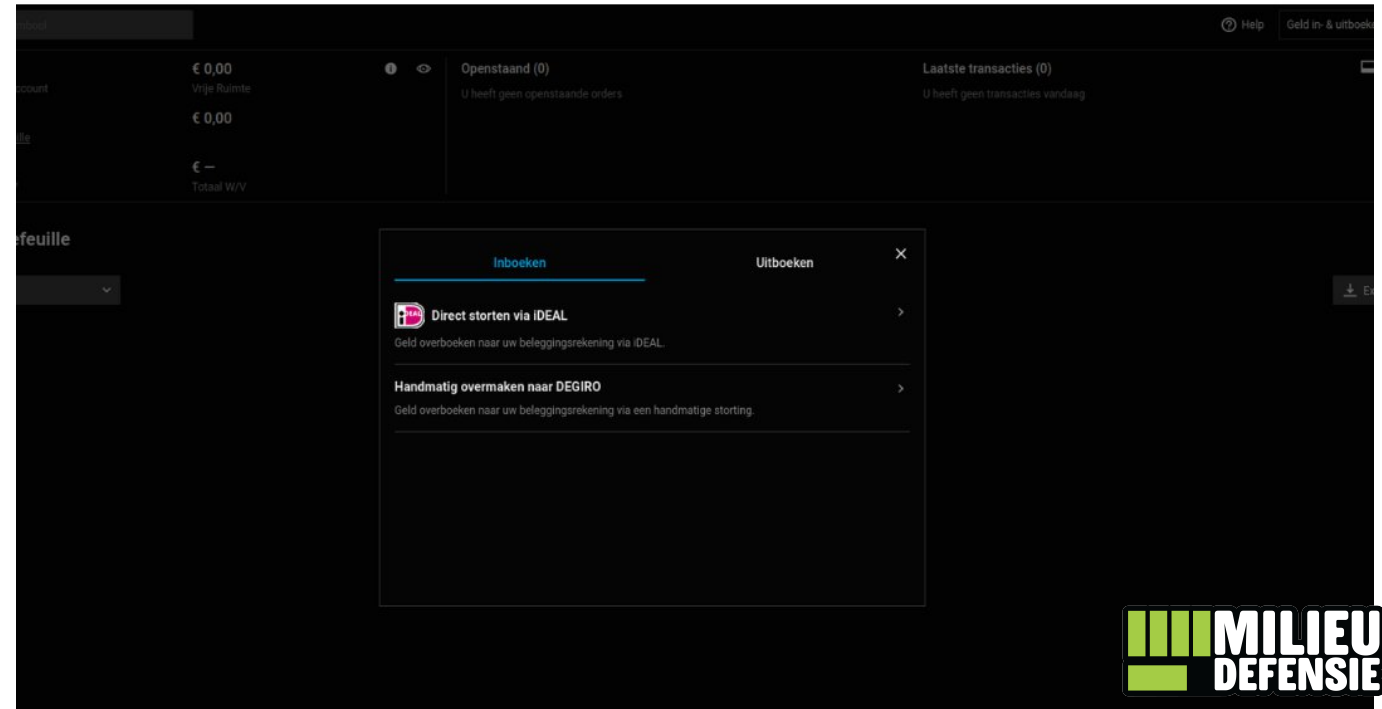 Help
Geld in- & uitboeke
€ 0,00
Vrije Ruimte
€ 0,00
€ —
Totaal W/V
Openstaand (0)
U heeft geen openstaande orders
Laatste transacties (0)
U heeft geen transacties vandaag
efeuille
Inboeken
Uitboeken
iDEAL
Direct storten via iDEAL
Geld overboeken naar uw beleggingsrekening via iDEAL.
Handmatig overmaken naar DEGIRO
Geld overboeken naar uw beleggingsrekening via een handmatige storting.
MILIEU
DEFENSIE